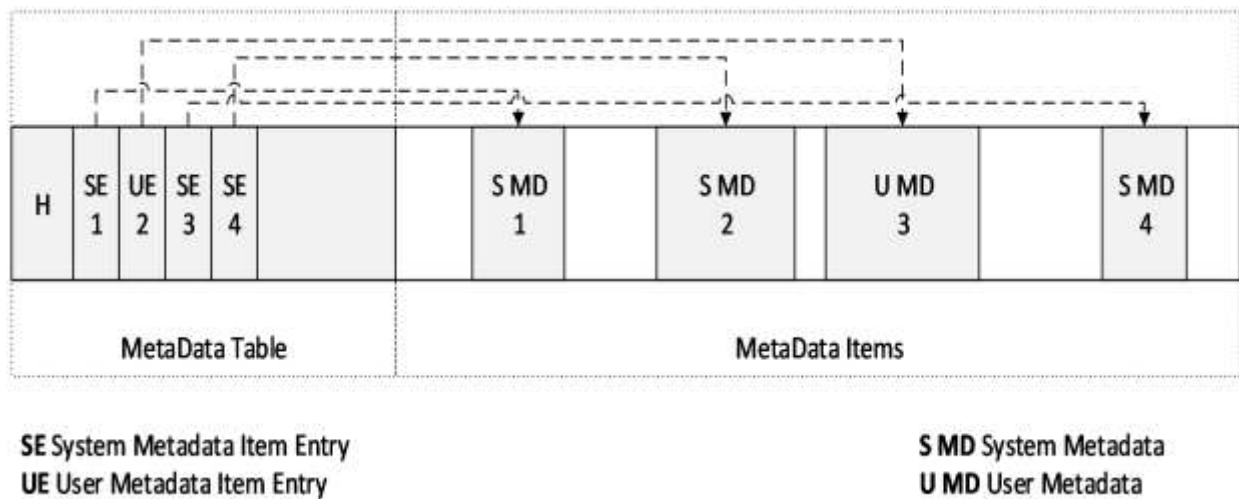 H
SE
1
UE
2
SE
3
SE
4
S MD
1
S MD
2
U MD
3
S MD
4
MetaData Table
MetaData Items
SE System Metadata Item Entry
UE User Metadata Item Entry
S MD System Metadata
U MD User Metadata